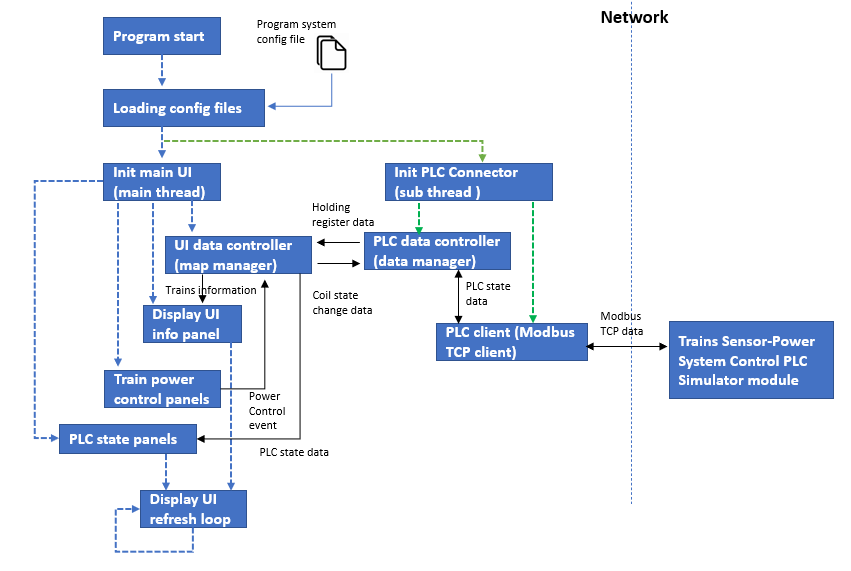 Network
Program system
config file
Program start
Loading config files
Init main UI
(main thread)
Init PLC Connector
(sub thread )
Holding
register data
UI data controller
(map manager)
PLC data controller
(data manager)
Trains information
Coil state
change data
PLC state
data
Display UI
info panel
PLC client (Modbus
TCP client)
Modbus
TCP data
Trains Sensor-Power
System Control PLC
Simulator module
Train power
control panels
Power
Control
event
PLC state panels
PLC state data
Display UI
refresh loop